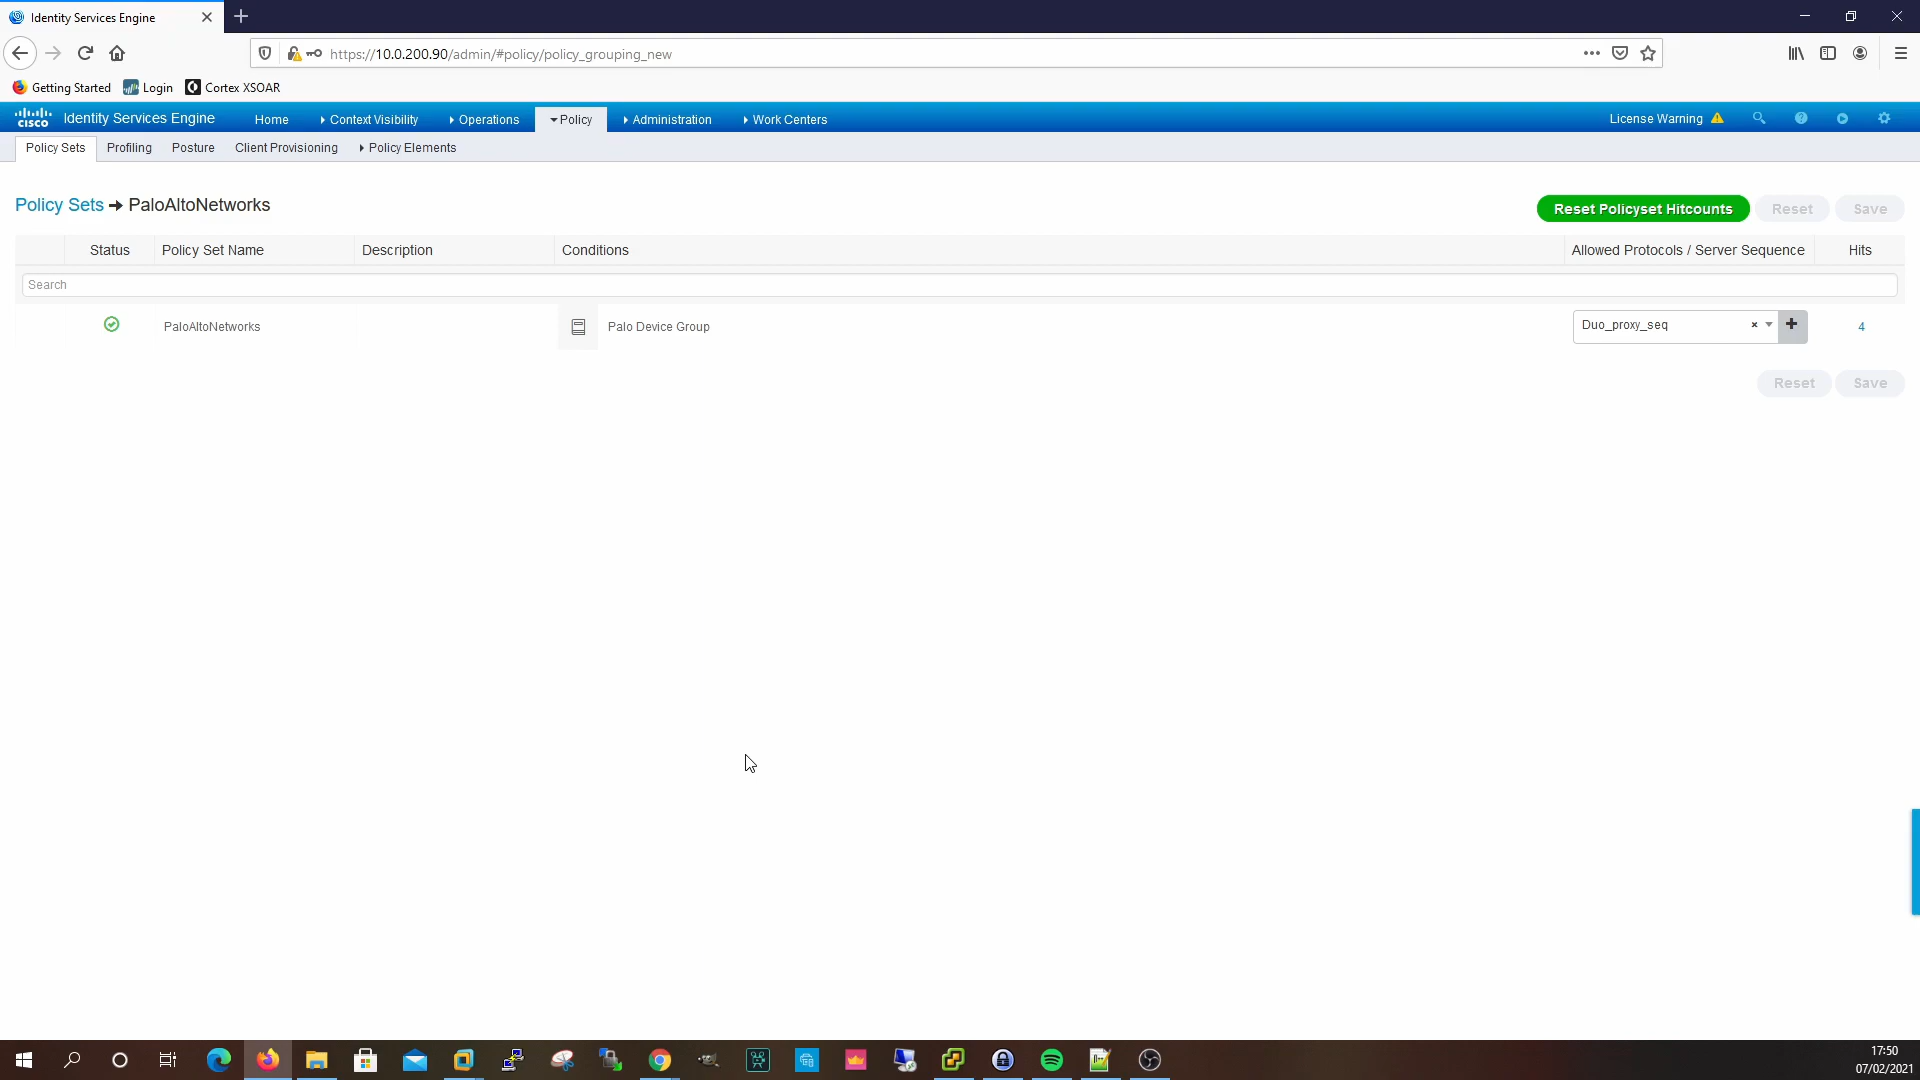 Identity Services Engine
https://10.0.200.90/admin/#policy/policy_grouping_new
Getting Started Login Cortex XSOAR
CISCO Identity Services Engine Home Context Visibility Operations Policy Administration Work Centers License Warning
Policy Sets Profiling Posture Client Provisioning Policy Elements
Policy Sets → PaloAltoNetworks Reset Policyset Hitcounts Reset Save
Status Policy Set Name Description Conditions Allowed Protocols / Server Sequence Hits
Search
PaloAltoNetworks Palo Device Group Duo_proxy_seq 4
Reset Save
17:50
07/02/2021